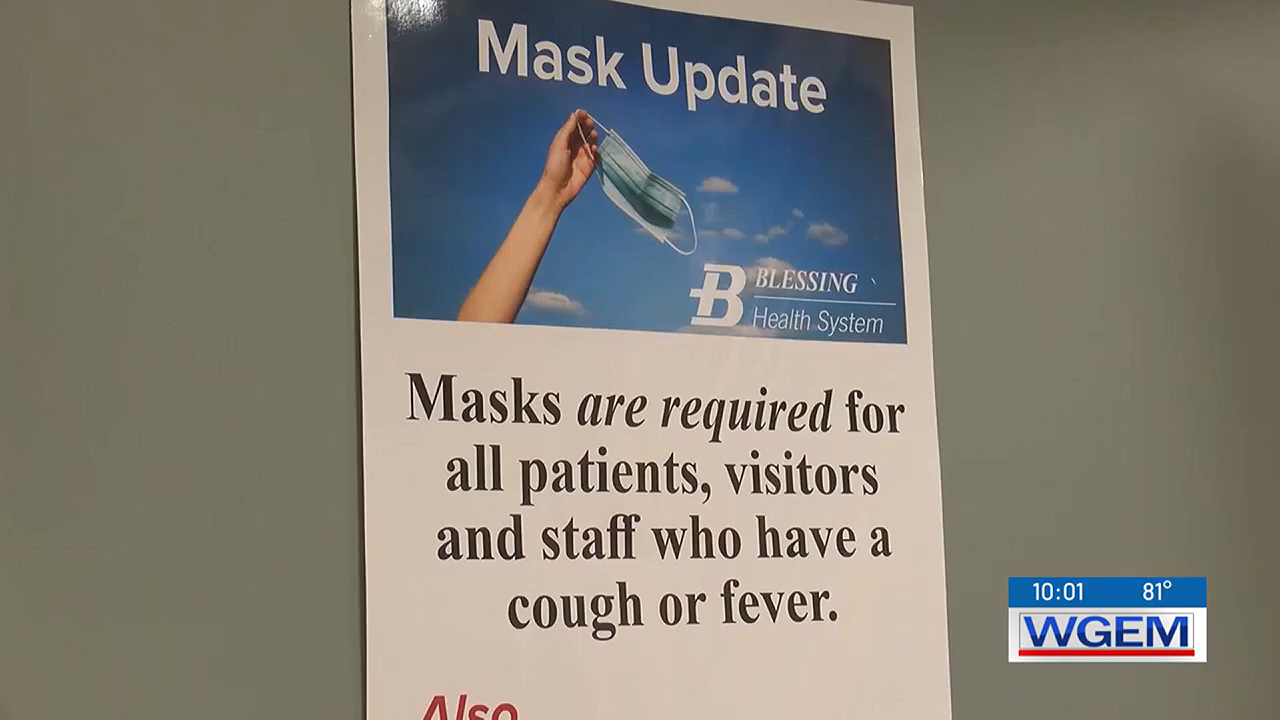 Mask Update
B BLESSING
Health System
Masks are required for
all patients, visitors
and staff who have a
cough or fever.
Also
10:01 81°
WGEM